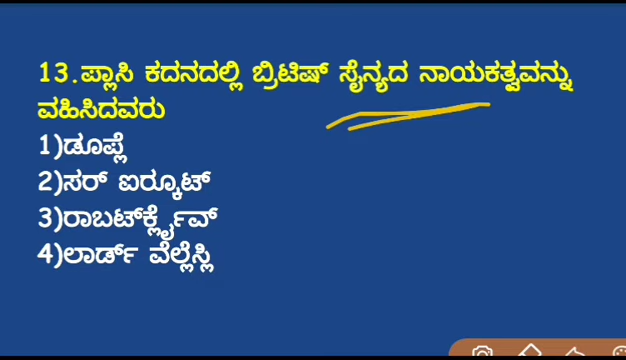 13.ಪ್ಲಾಸಿ ಕದನದಲ್ಲಿ ಬ್ರಿಟಿಷ್ ಸೈನ್ಯದ ನಾಯಕತ್ವವನ್ನು
ವಹಿಸಿದವರು
1)ಡೂಪ್ಲೆ
2)ಸರ್ ಐರ್‍ಕೂಟ್
3)ರಾಬರ್ಟ್‌ಕ್ಲೈವ್
4)ಲಾರ್ಡ್ ವೆಲ್ಲೆಸ್ಲಿ